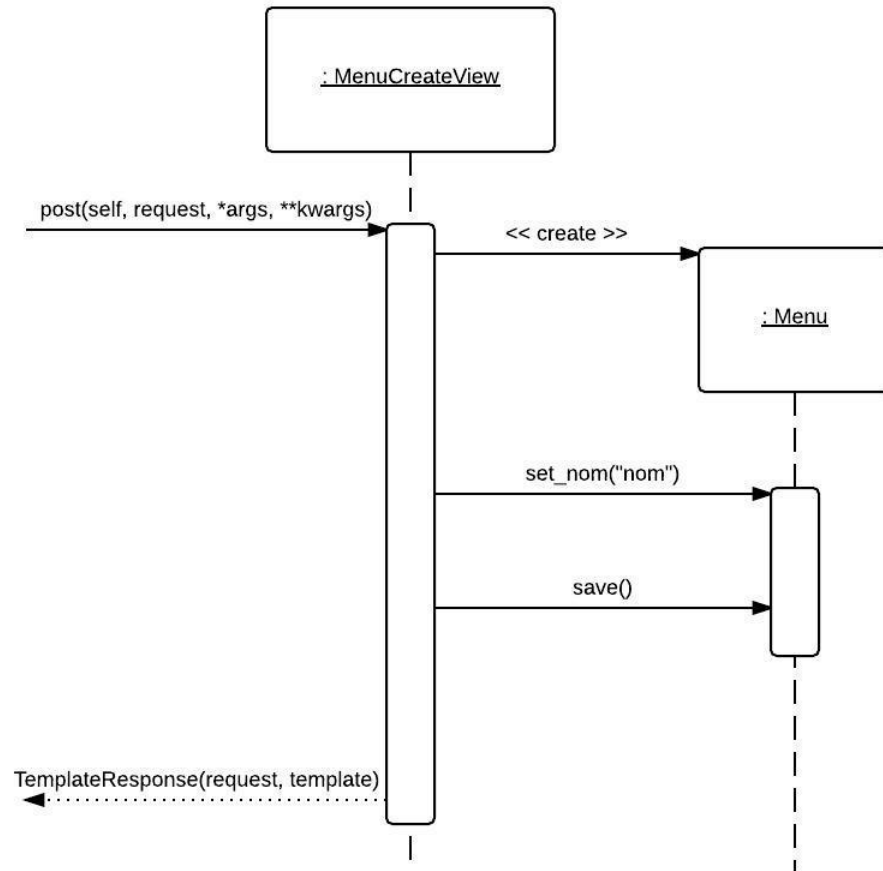 : MenuCreateView
post(self, request, *args, **kwargs)
<< create >>
: Menu
set_nom("nom")
save()
TemplateResponse(request, template)